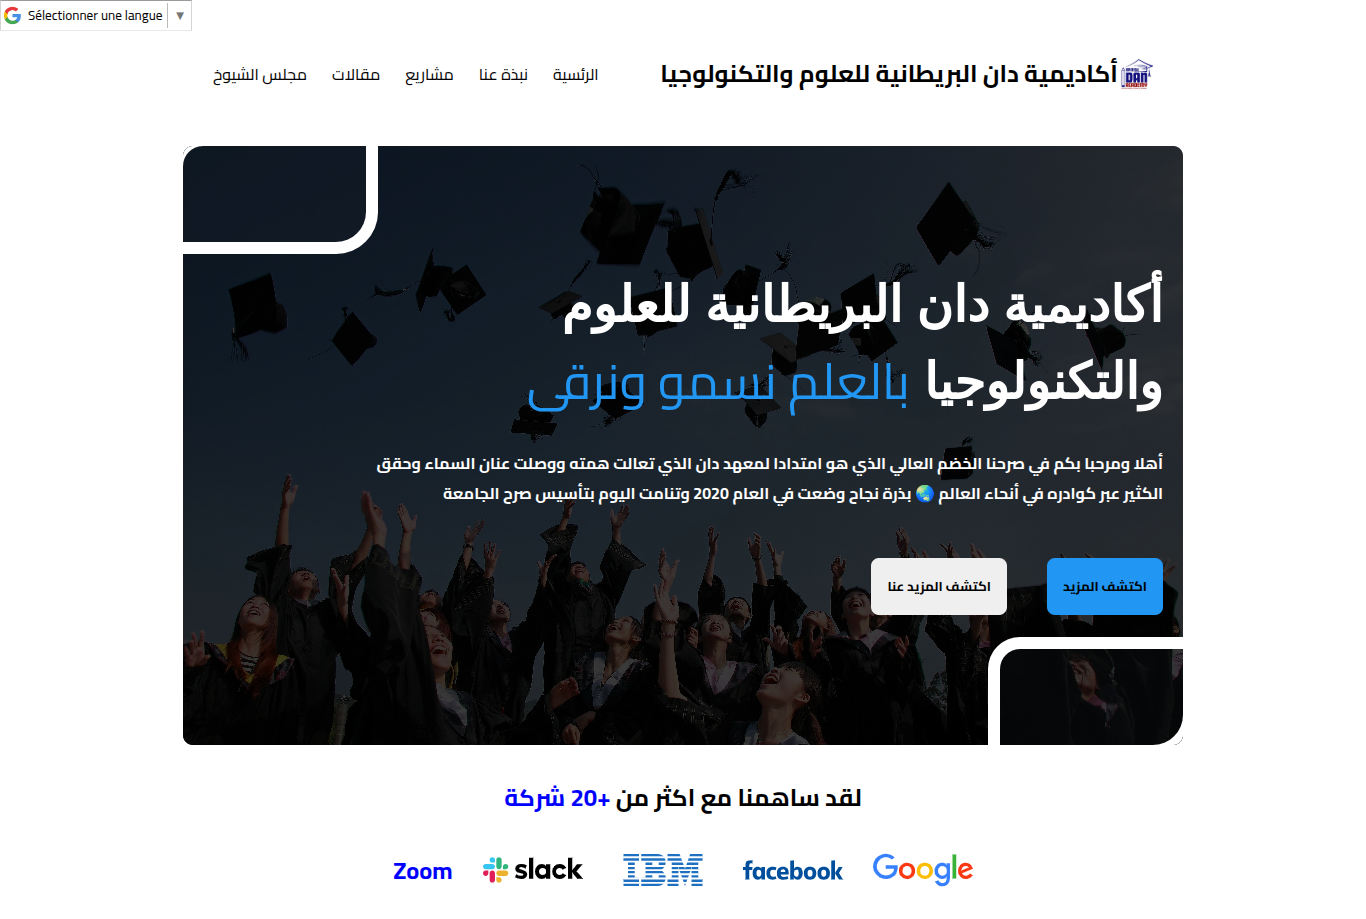 Sélectionner une langue ▼
أكاديمية دان البريطانية للعلوم والتكنولوجيا
الرئسية نبذة عنا مشاريع مقالات مجلس الشيوخ
أكاديمية دان البريطانية للعلوم
والتكنولوجيا بالعلم نسمو ونرقى
أهلا ومرحبا بكم في صرحنا الخضم العالي الذي هو امتدادا لمعهد دان الذي تعالت همته ووصلت عنان السماء وحقق
الكثير عبر كوادره في أنحاء العالم 🌏 بذرة نجاح وضعت في العام 2020 وتنامت اليوم بتأسيس صرح الجامعة
اكتشف المزيد
اكتشف المزيد عنا
لقد ساهمنا مع اكثر من +20 شركة
Google facebook IBM slack Zoom